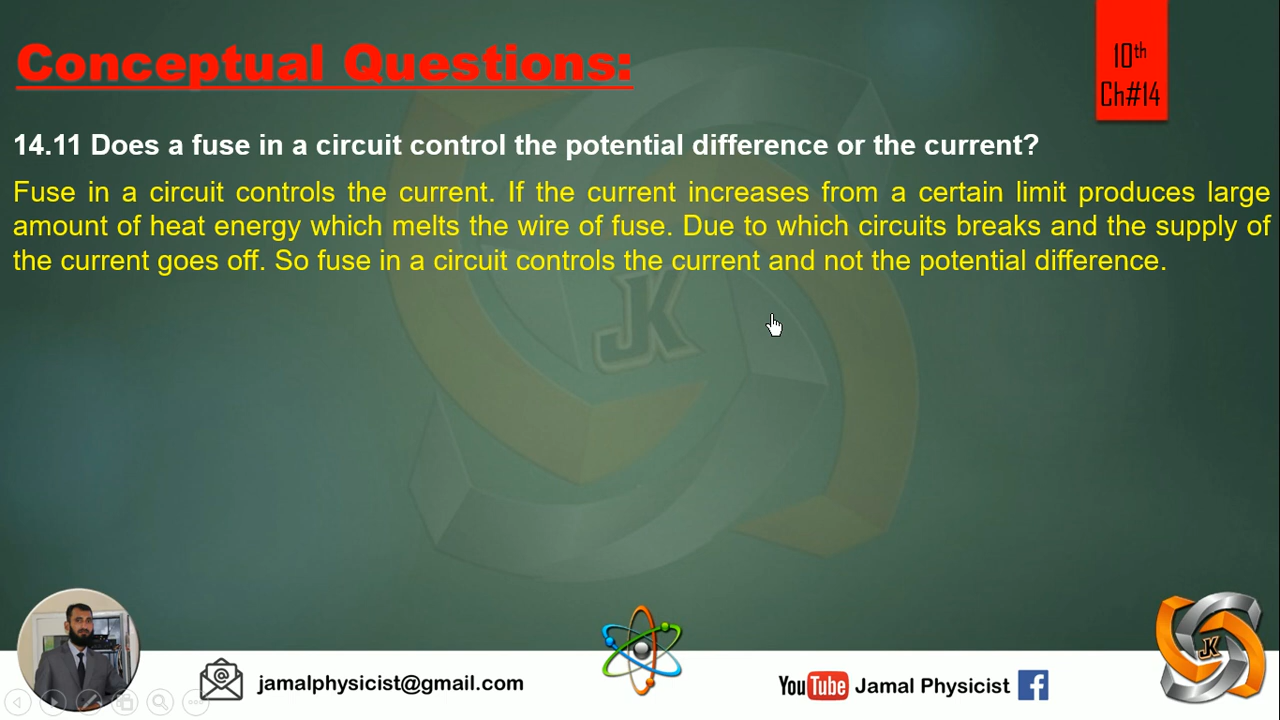 Conceptual Questions:
10th
Ch#14
14.11 Does a fuse in a circuit control the potential difference or the current?
Fuse in a circuit controls the current. If the current increases from a certain limit produces large
amount of heat energy which melts the wire of fuse. Due to which circuits breaks and the supply of
the current goes off. So fuse in a circuit controls the current and not the potential difference.
JK
jamalphysicist@gmail.com
YouTube Jamal Physicist f
JK